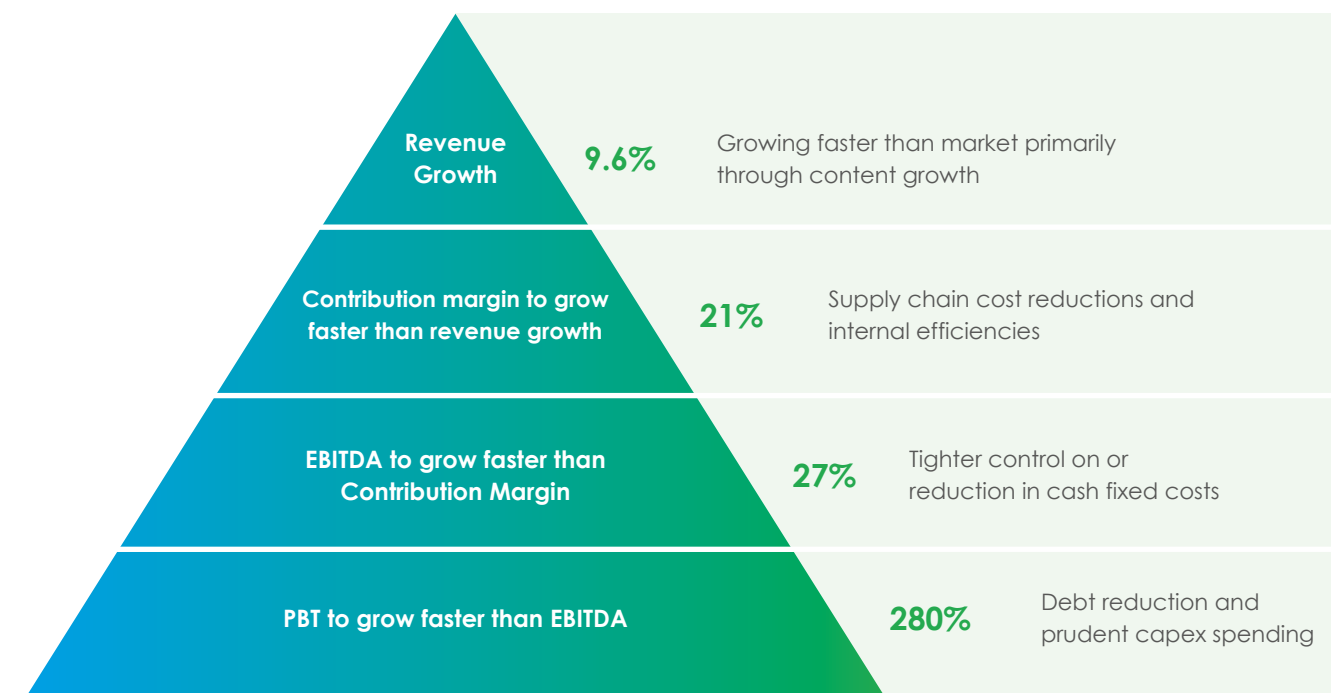 Revenue
Growth
9.6%
Growing faster than market primarily
through content growth
Contribution margin to grow
faster than revenue growth
21%
Supply chain cost reductions and
internal efficiencies
EBITDA to grow faster than
Contribution Margin
27%
Tighter control on or
reduction in cash fixed costs
PBT to grow faster than EBITDA
280%
Debt reduction and
prudent capex spending